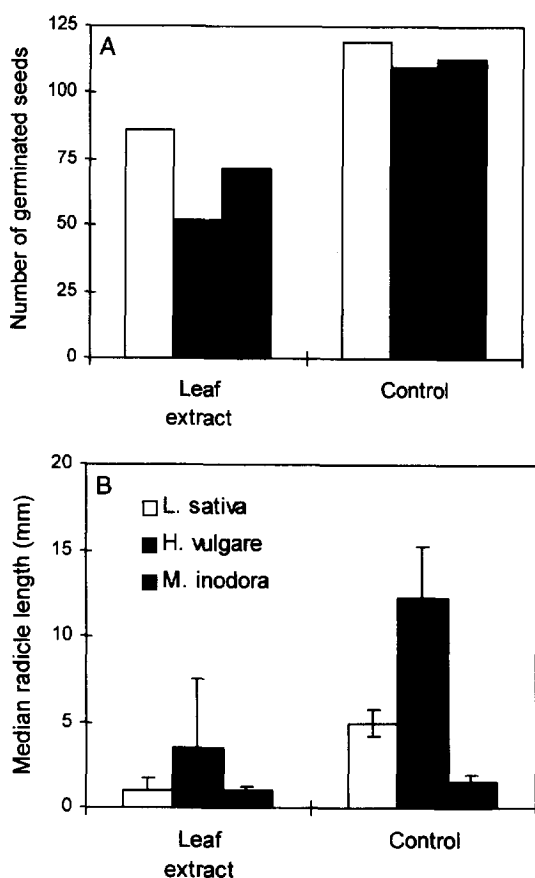 A
125
100
75
50
25
0
Number of germinated seeds
Leaf
extract
Control
B
20
15
10
5
0
Median radicle length (mm)
L. sativa
H. vulgare
M. inodora
Leaf
extract
Control